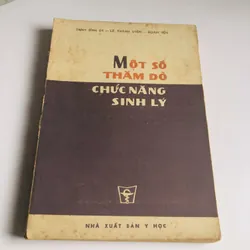 MỘT SỐ
THĂM DÒ
CHỨC NĂNG
SINH LÝ
NHÀ XUẤT BẢN Y HỌC